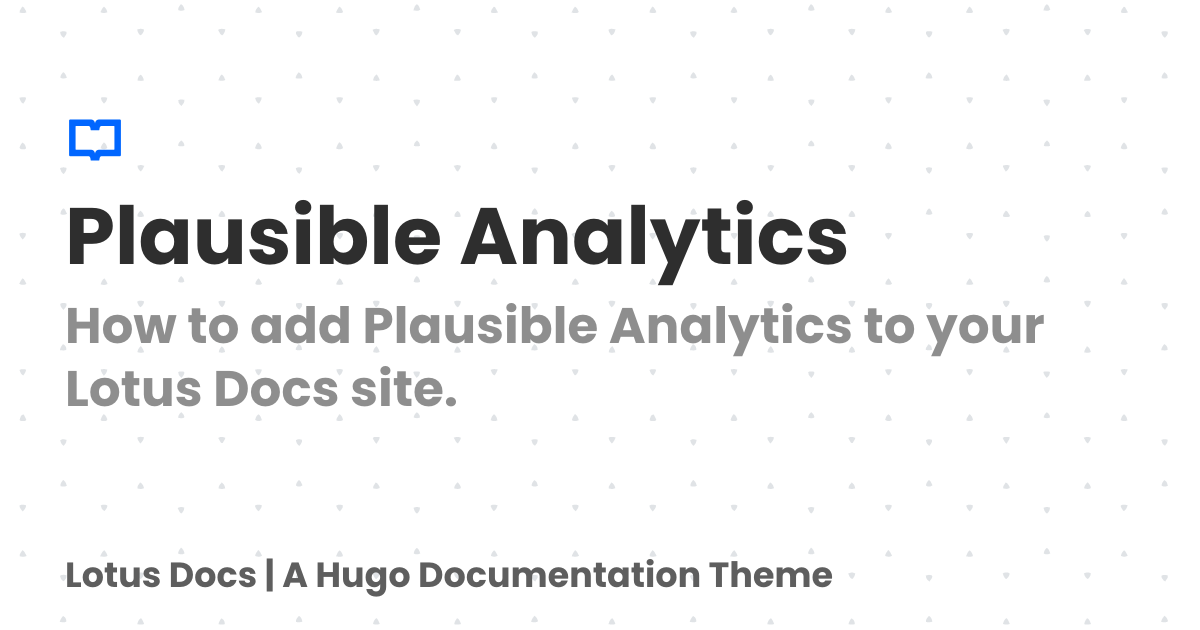 Plausible Analytics
How to add Plausible Analytics to your
Lotus Docs site.
Lotus Docs | A Hugo Documentation Theme